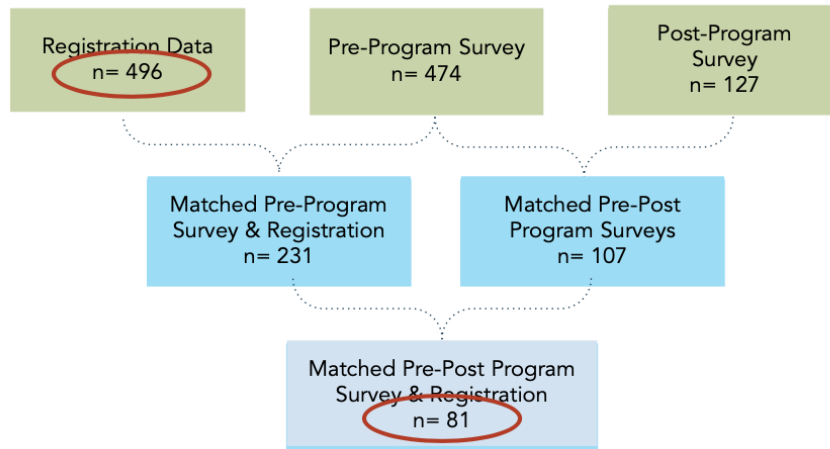 Registration Data
n= 496
Pre-Program Survey
n= 474
Post-Program
Survey
n= 127
Matched Pre-Program
Survey & Registration
n= 231
Matched Pre-Post
Program Surveys
n= 107
Matched Pre-Post Program
Survey & Registration
n= 81